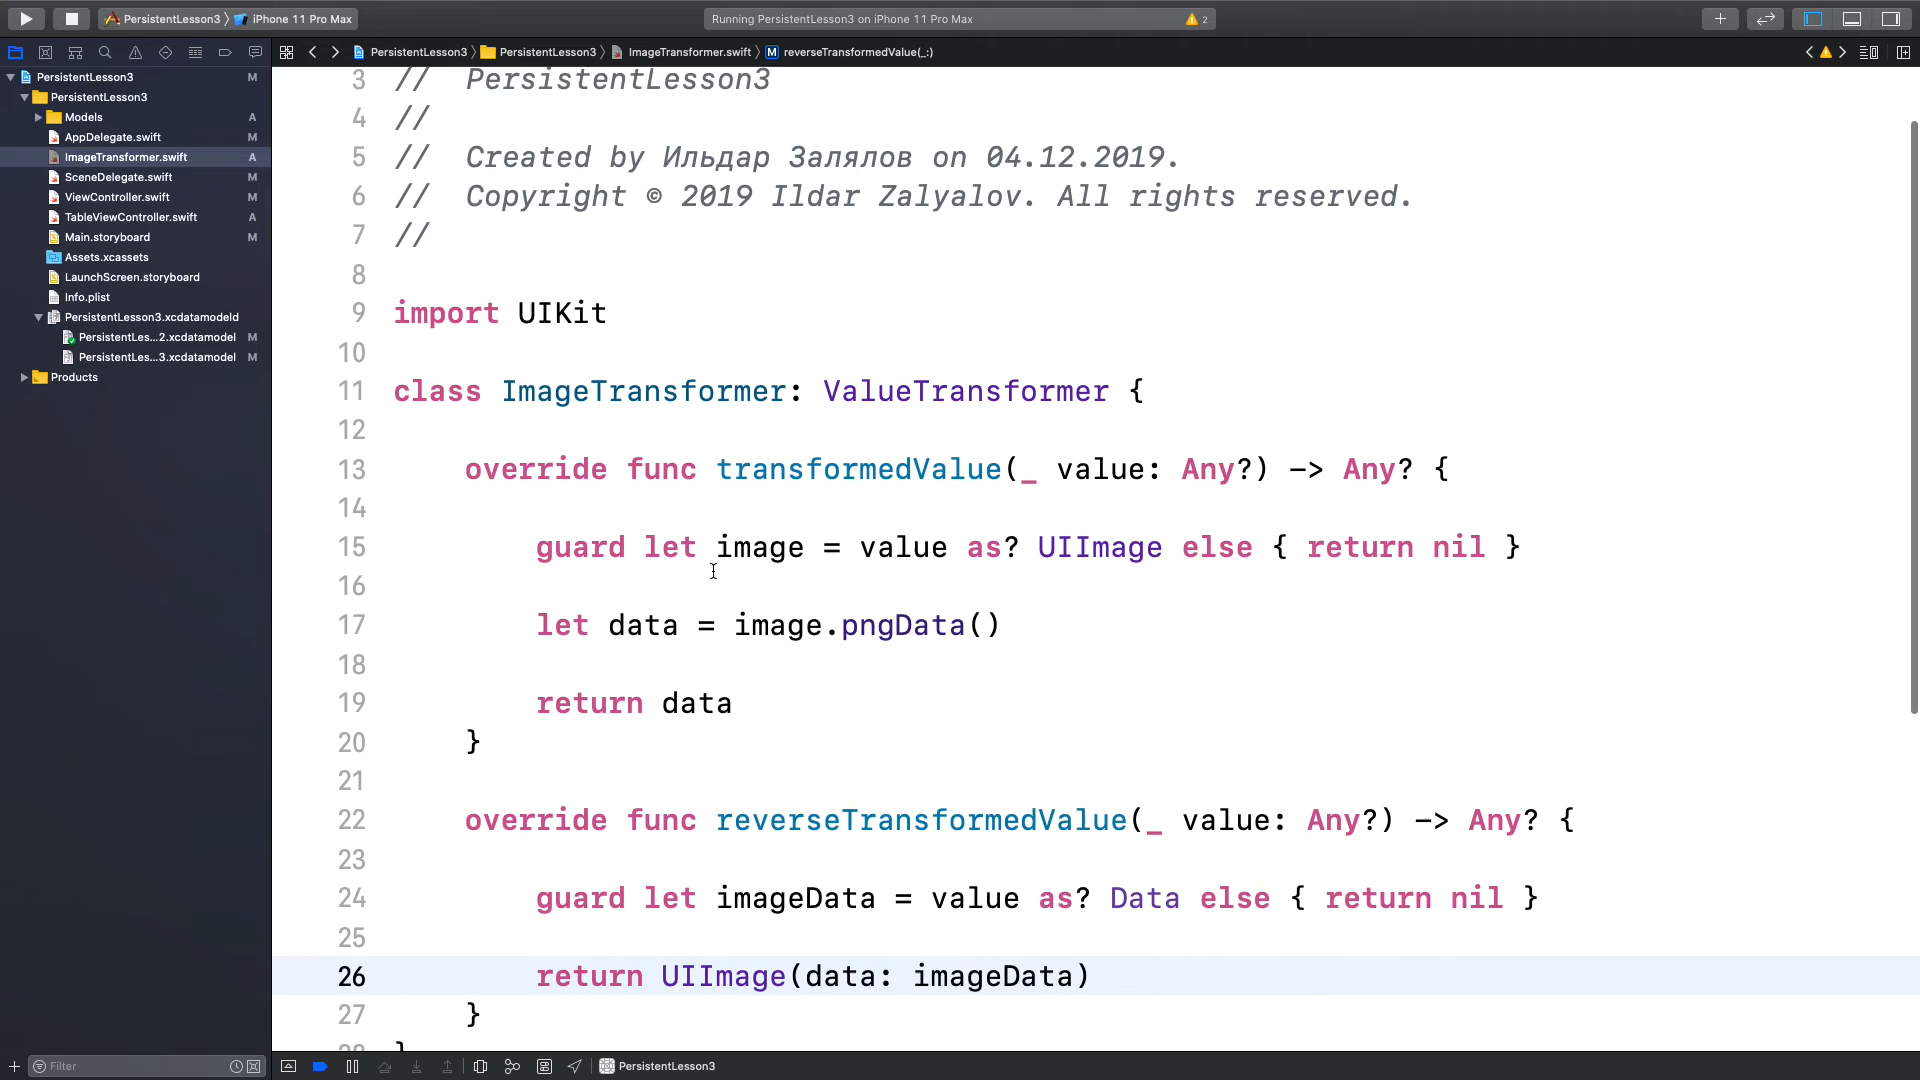 PersistentLesson3 〉 iPhone 11 Pro Max
Running PersistentLesson3 on iPhone 11 Pro Max
2
PersistentLesson3 〉 PersistentLesson3 〉 ImageTransformer.swift 〉 M reverseTransformedValue(_:)
PersistentLesson3 M
PersistentLesson3
Models A
AppDelegate.swift M
ImageTransformer.swift A
SceneDelegate.swift M
ViewController.swift M
TableViewController.swift A
Main.storyboard M
Assets.xcassets
LaunchScreen.storyboard
Info.plist
PersistentLesson3.xcdatamodeld
PersistentLes...2.xcdatamodel M
PersistentLes...3.xcdatamodel M
Products
3 // PersistentLesson3
4 //
5 // Created by Ильдар Залялов on 04.12.2019.
6 // Copyright © 2019 Ildar Zalyalov. All rights reserved.
7 //
8
9 import UIKit
10
11 class ImageTransformer: ValueTransformer {
12
13 override func transformedValue(_ value: Any?) -> Any? {
14
15 guard let image = value as? UIImage else { return nil }
16
17 let data = image.pngData()
18
19 return data
20 }
21
22 override func reverseTransformedValue(_ value: Any?) -> Any? {
23
24 guard let imageData = value as? Data else { return nil }
25
26 return UIImage(data: imageData)
27 }
28 }
Filter
PersistentLesson3